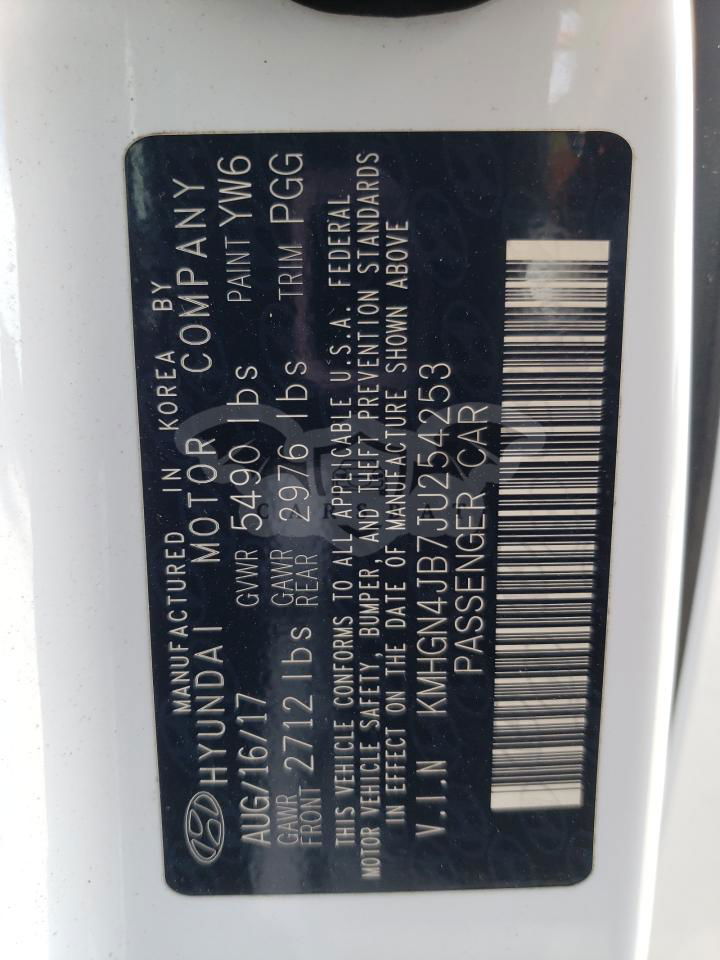 MANUFACTURED IN KOREA BY
HYUNDAI MOTOR COMPANY
AUG/16/17 GVWR 5490 lbs PAINT YW6
GAWR FRONT 2712 lbs GAWR REAR 2976 lbs TRIM PGG
THIS VEHICLE CONFORMS TO ALL APPLICABLE U.S.A. FEDERAL
MOTOR VEHICLE SAFETY, BUMPER, AND THEFT PREVENTION STANDARDS
IN EFFECT ON THE DATE OF MANUFACTURE SHOWN ABOVE
V.I.N KMHGN4JB7JU254253
PASSENGER CAR